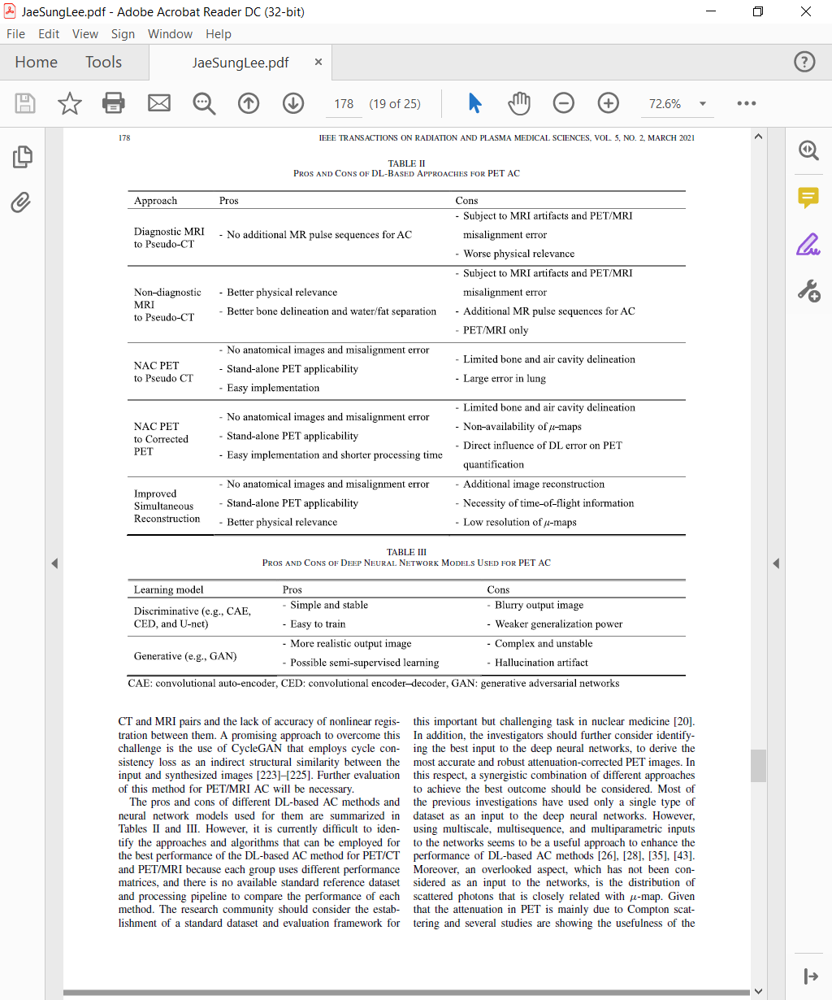 JaeSungLee.pdf - Adobe Acrobat Reader DC (32-bit)
File Edit View Sign Window Help
Home Tools JaeSungLee.pdf ×
178 (19 of 25) 72.6%
178 IEEE TRANSACTIONS ON RADIATION AND PLASMA MEDICAL SCIENCES, VOL. 5, NO. 2, MARCH 2021
TABLE II
PROS AND CONS OF DL-BASED APPROACHES FOR PET AC
Approach Pros Cons
Diagnostic MRI
to Pseudo-CT
- No additional MR pulse sequences for AC
- Subject to MRI artifacts and PET/MRI
misalignment error
- Worse physical relevance
Non-diagnostic
MRI
to Pseudo-CT
- Better physical relevance
- Better bone delineation and water/fat separation
- Subject to MRI artifacts and PET/MRI
misalignment error
- Additional MR pulse sequences for AC
- PET/MRI only
NAC PET
to Pseudo CT
- No anatomical images and misalignment error
- Stand-alone PET applicability
- Easy implementation
- Limited bone and air cavity delineation
- Large error in lung
NAC PET
to Corrected
PET
- No anatomical images and misalignment error
- Stand-alone PET applicability
- Easy implementation and shorter processing time
- Limited bone and air cavity delineation
- Non-availability of μ-maps
- Direct influence of DL error on PET
quantification
Improved
Simultaneous
Reconstruction
- No anatomical images and misalignment error
- Stand-alone PET applicability
- Better physical relevance
- Additional image reconstruction
- Necessity of time-of-flight information
- Low resolution of μ-maps
TABLE III
PROS AND CONS OF DEEP NEURAL NETWORK MODELS USED FOR PET AC
Learning model Pros Cons
Discriminative (e.g., CAE,
CED, and U-net)
- Simple and stable
- Easy to train
- Blurry output image
- Weaker generalization power
Generative (e.g., GAN)
- More realistic output image
- Possible semi-supervised learning
- Complex and unstable
- Hallucination artifact
CAE: convolutional auto-encoder, CED: convolutional encoder–decoder, GAN: generative adversarial networks
CT and MRI pairs and the lack of accuracy of nonlinear regis-
tration between them. A promising approach to overcome this
challenge is the use of CycleGAN that employs cycle con-
sistency loss as an indirect structural similarity between the
input and synthesized images [223]–[225]. Further evaluation
of this method for PET/MRI AC will be necessary.
The pros and cons of different DL-based AC methods and
neural network models used for them are summarized in
Tables II and III. However, it is currently difficult to iden-
tify the approaches and algorithms that can be employed for
the best performance of the DL-based AC method for PET/CT
and PET/MRI because each group uses different performance
matrices, and there is no available standard reference dataset
and processing pipeline to compare the performance of each
method. The research community should consider the estab-
lishment of a standard dataset and evaluation framework for
this important but challenging task in nuclear medicine [20].
In addition, the investigators should further consider identify-
ing the best input to the deep neural networks, to derive the
most accurate and robust attenuation-corrected PET images. In
this respect, a synergistic combination of different approaches
to achieve the best outcome should be considered. Most of
the previous investigations have used only a single type of
dataset as an input to the deep neural networks. However,
using multiscale, multisequence, and multiparametric inputs
to the networks seems to be a useful approach to enhance the
performance of DL-based AC methods [26], [28], [35], [43].
Moreover, an overlooked aspect, which has not been con-
sidered as an input to the networks, is the distribution of
scattered photons that is closely related with μ-map. Given
that the attenuation in PET is mainly due to Compton scat-
tering and several studies are showing the usefulness of the